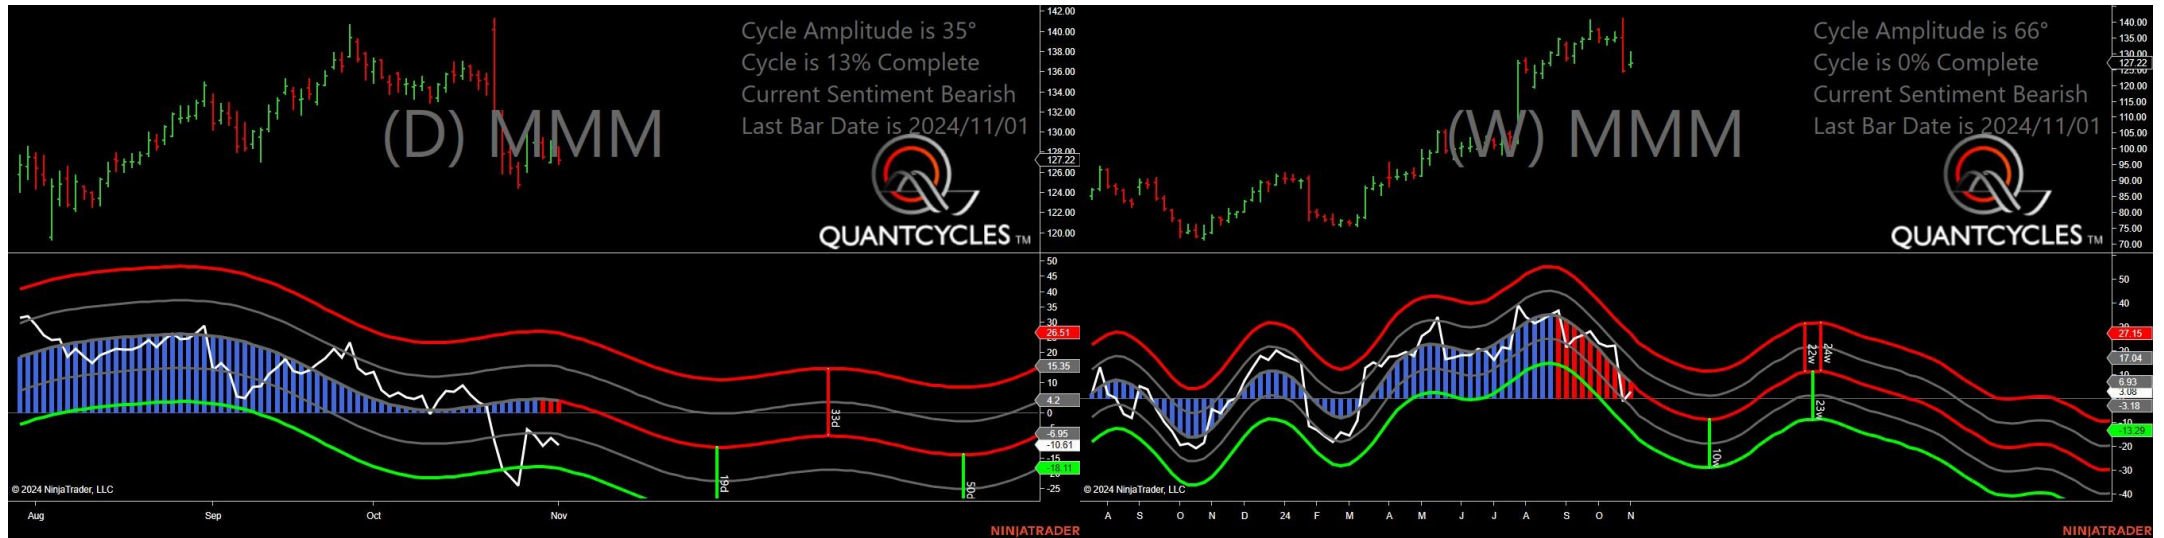 Cycle Amplitude is 35°
Cycle is 13% Complete
Current Sentiment Bearish
Last Bar Date is 2024/11/01
(D) MMM
QUANTCYCLES TM
142.00
140.00
138.00
136.00
134.00
132.00
130.00
128.00
127.22
126.00
124.00
122.00
120.00
50
45
40
35
30
26.51
20
15.35
10
4.2
0
-6.95
-10.61
-15
-18.11
-25
33d
19d
50d
© 2024 NinjaTrader, LLC
Aug Sep Oct Nov
NINJATRADER
Cycle Amplitude is 66°
Cycle is 0% Complete
Current Sentiment Bearish
Last Bar Date is 2024/11/01
(W) MMM
QUANTCYCLES TM
140.00
135.00
130.00
127.22
125.00
120.00
115.00
110.00
105.00
100.00
95.00
90.00
85.00
80.00
75.00
70.00
50
40
30
27.15
20
17.04
10
6.93
3.08
-3.18
-13.29
-20
-30
-40
22w
24w
23w
10w
© 2024 NinjaTrader, LLC
A S O N D 24 F M A M J J A S O N
NINJATRADER